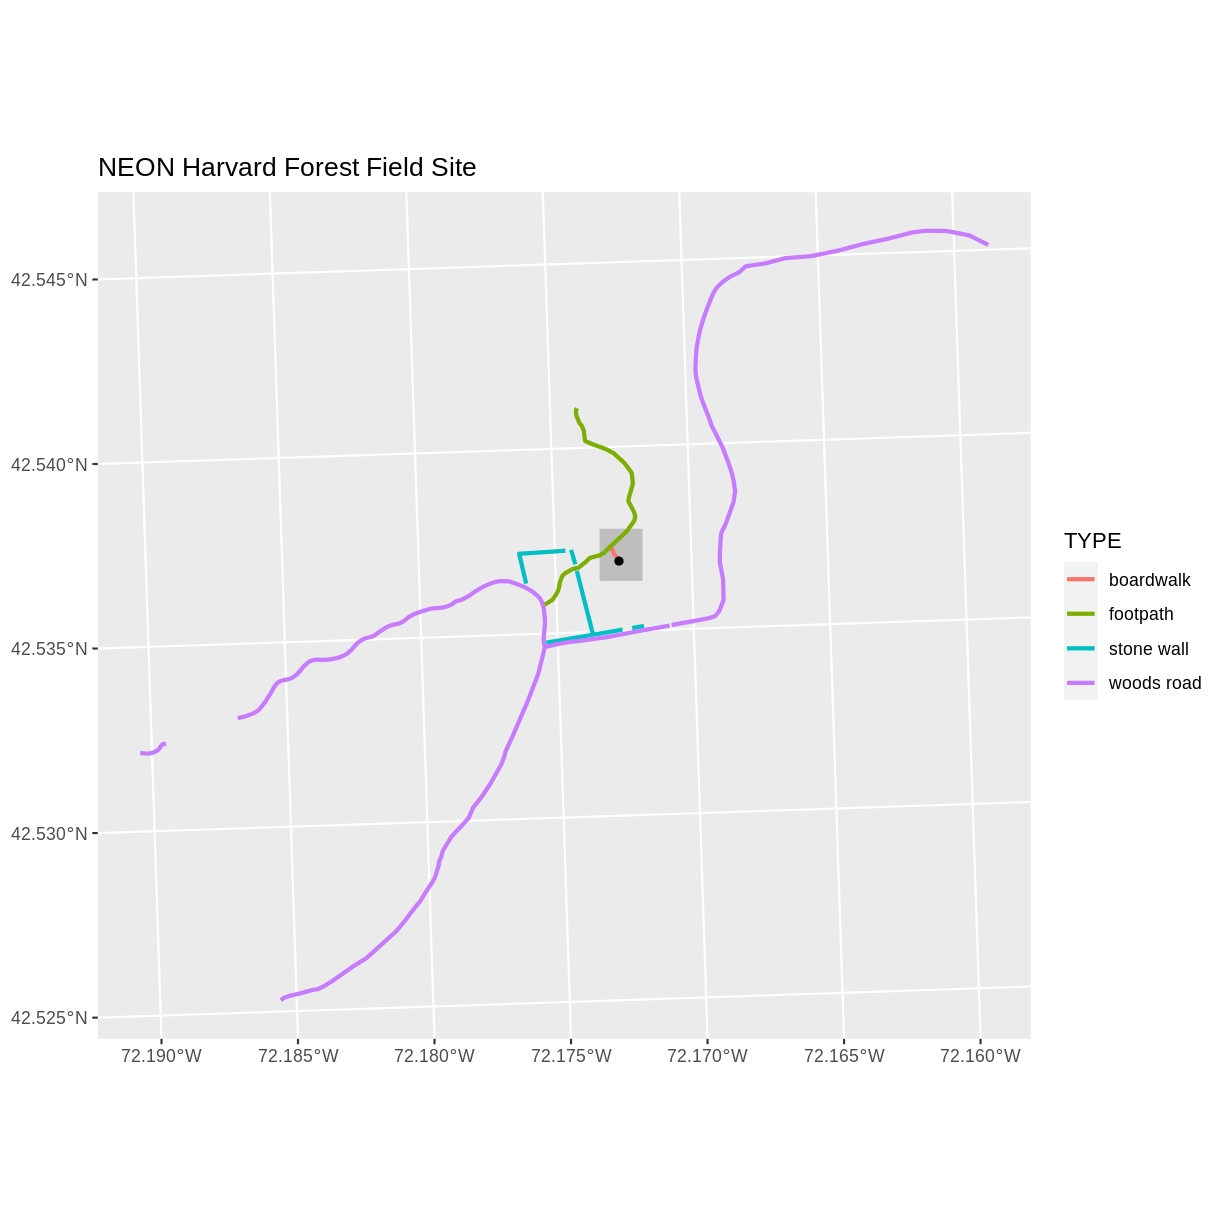 NEON Harvard Forest Field Site
42.545°N
42.540°N
42.535°N
42.530°N
42.525°N
72.190°W 72.185°W 72.180°W 72.175°W 72.170°W 72.165°W 72.160°W
TYPE
boardwalk
footpath
stone wall
woods road